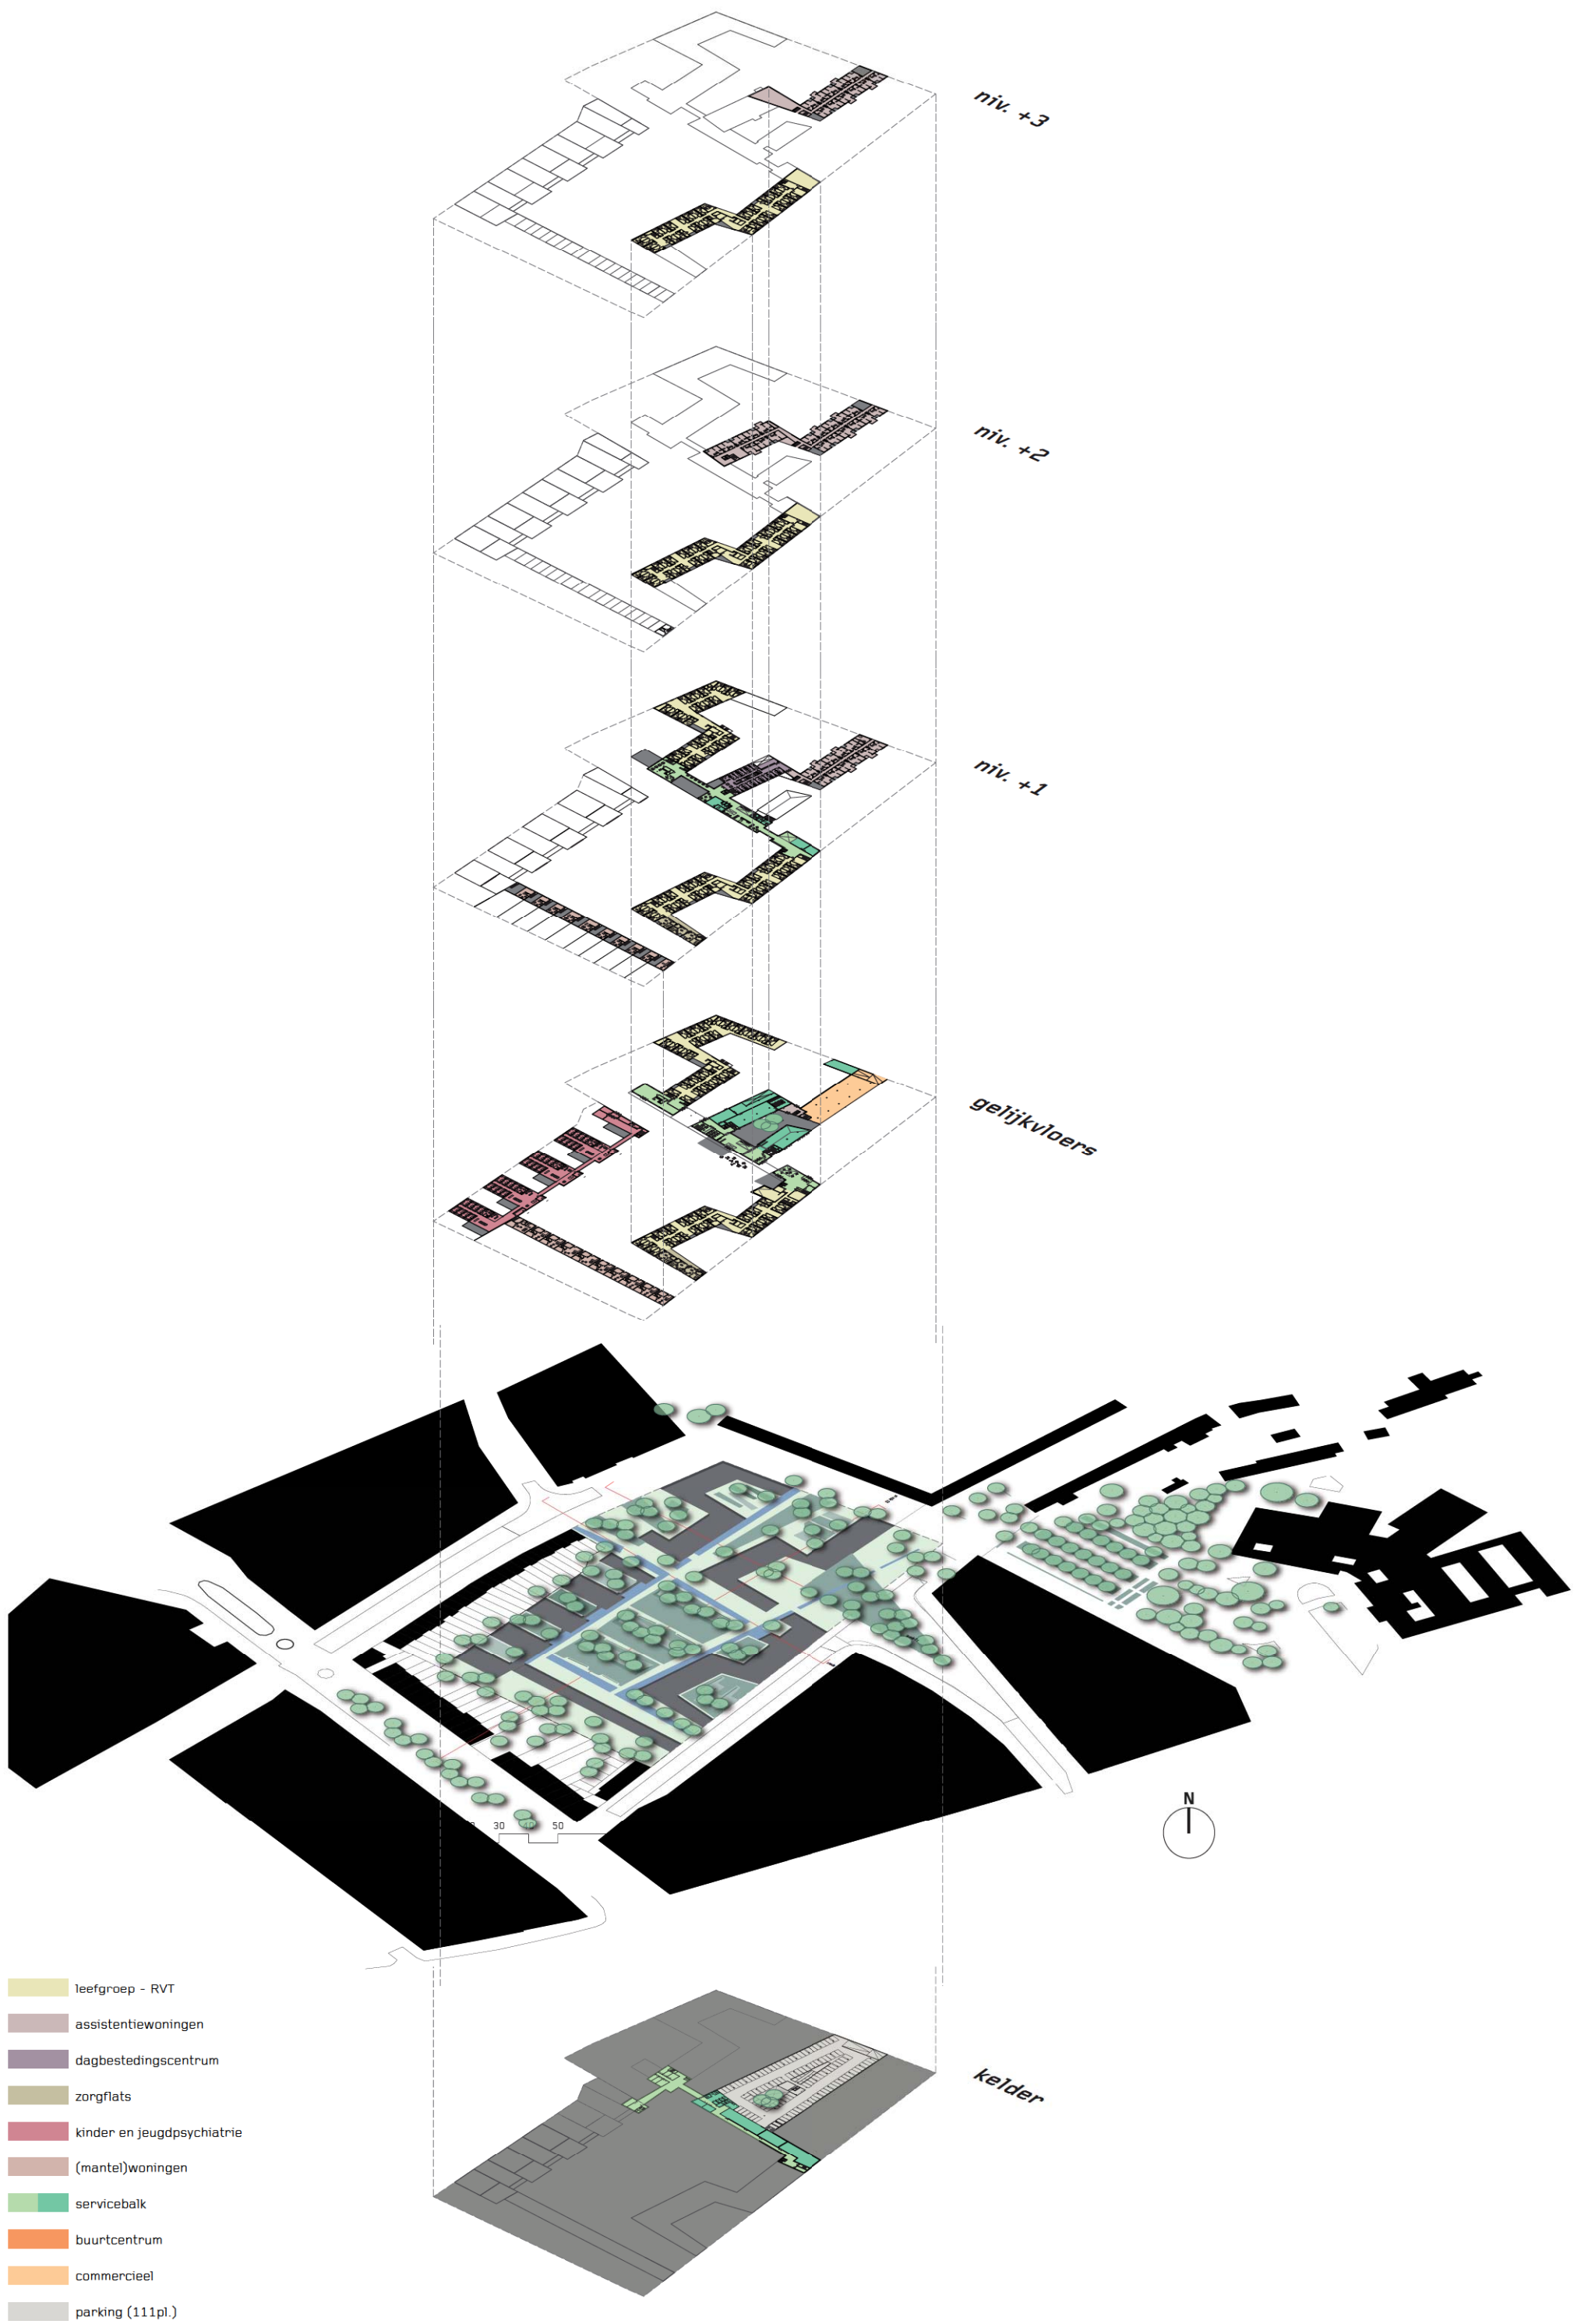 niv. +3
niv. +2
niv. +1
gelijkvloers
N
30
50
kelder
leefgroep - RVT
assistentiewoningen
dagbestedingscentrum
zorgflats
kinder en jeugdpsychiatrie
(mantel)woningen
servicebalk
buurtcentrum
commercieel
parking (111pl.)